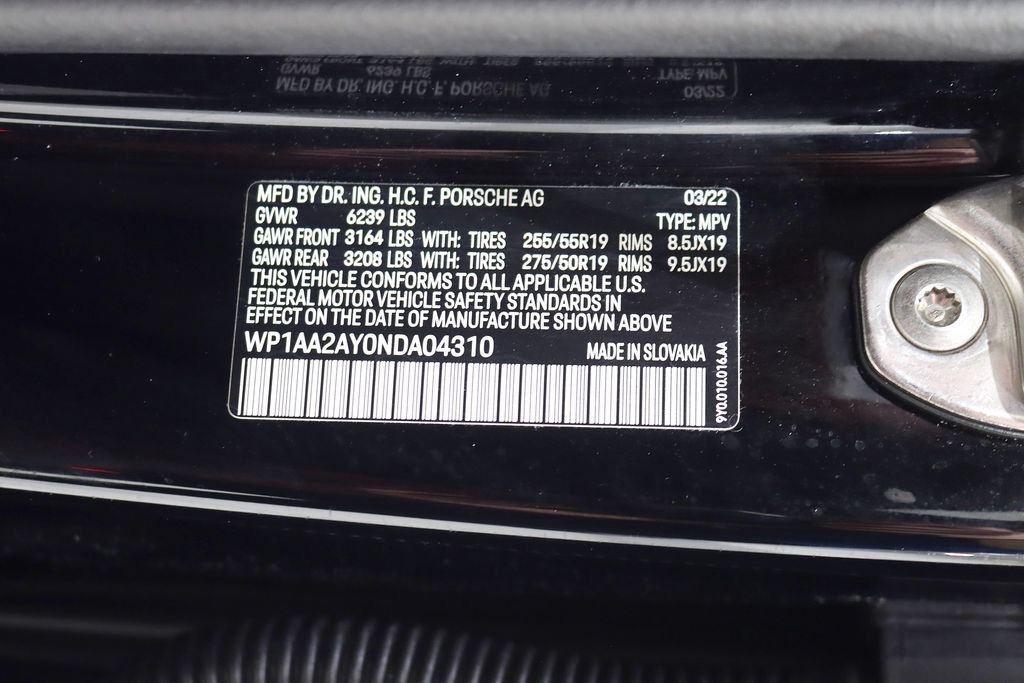 MFD BY DR. ING. H.C. F. PORSCHE AG 03/22
GVWR 6239 LBS TYPE: MPV
GAWR FRONT 3164 LBS WITH: TIRES 255/55R19 RIMS 8.5JX19
GAWR REAR 3208 LBS WITH: TIRES 275/50R19 RIMS 9.5JX19
THIS VEHICLE CONFORMS TO ALL APPLICABLE U.S.
FEDERAL MOTOR VEHICLE SAFETY STANDARDS IN
EFFECT ON THE DATE OF MANUFACTURE SHOWN ABOVE
WP1AA2AY0NDA04310 MADE IN SLOVAKIA
9Y0.010.016.AA